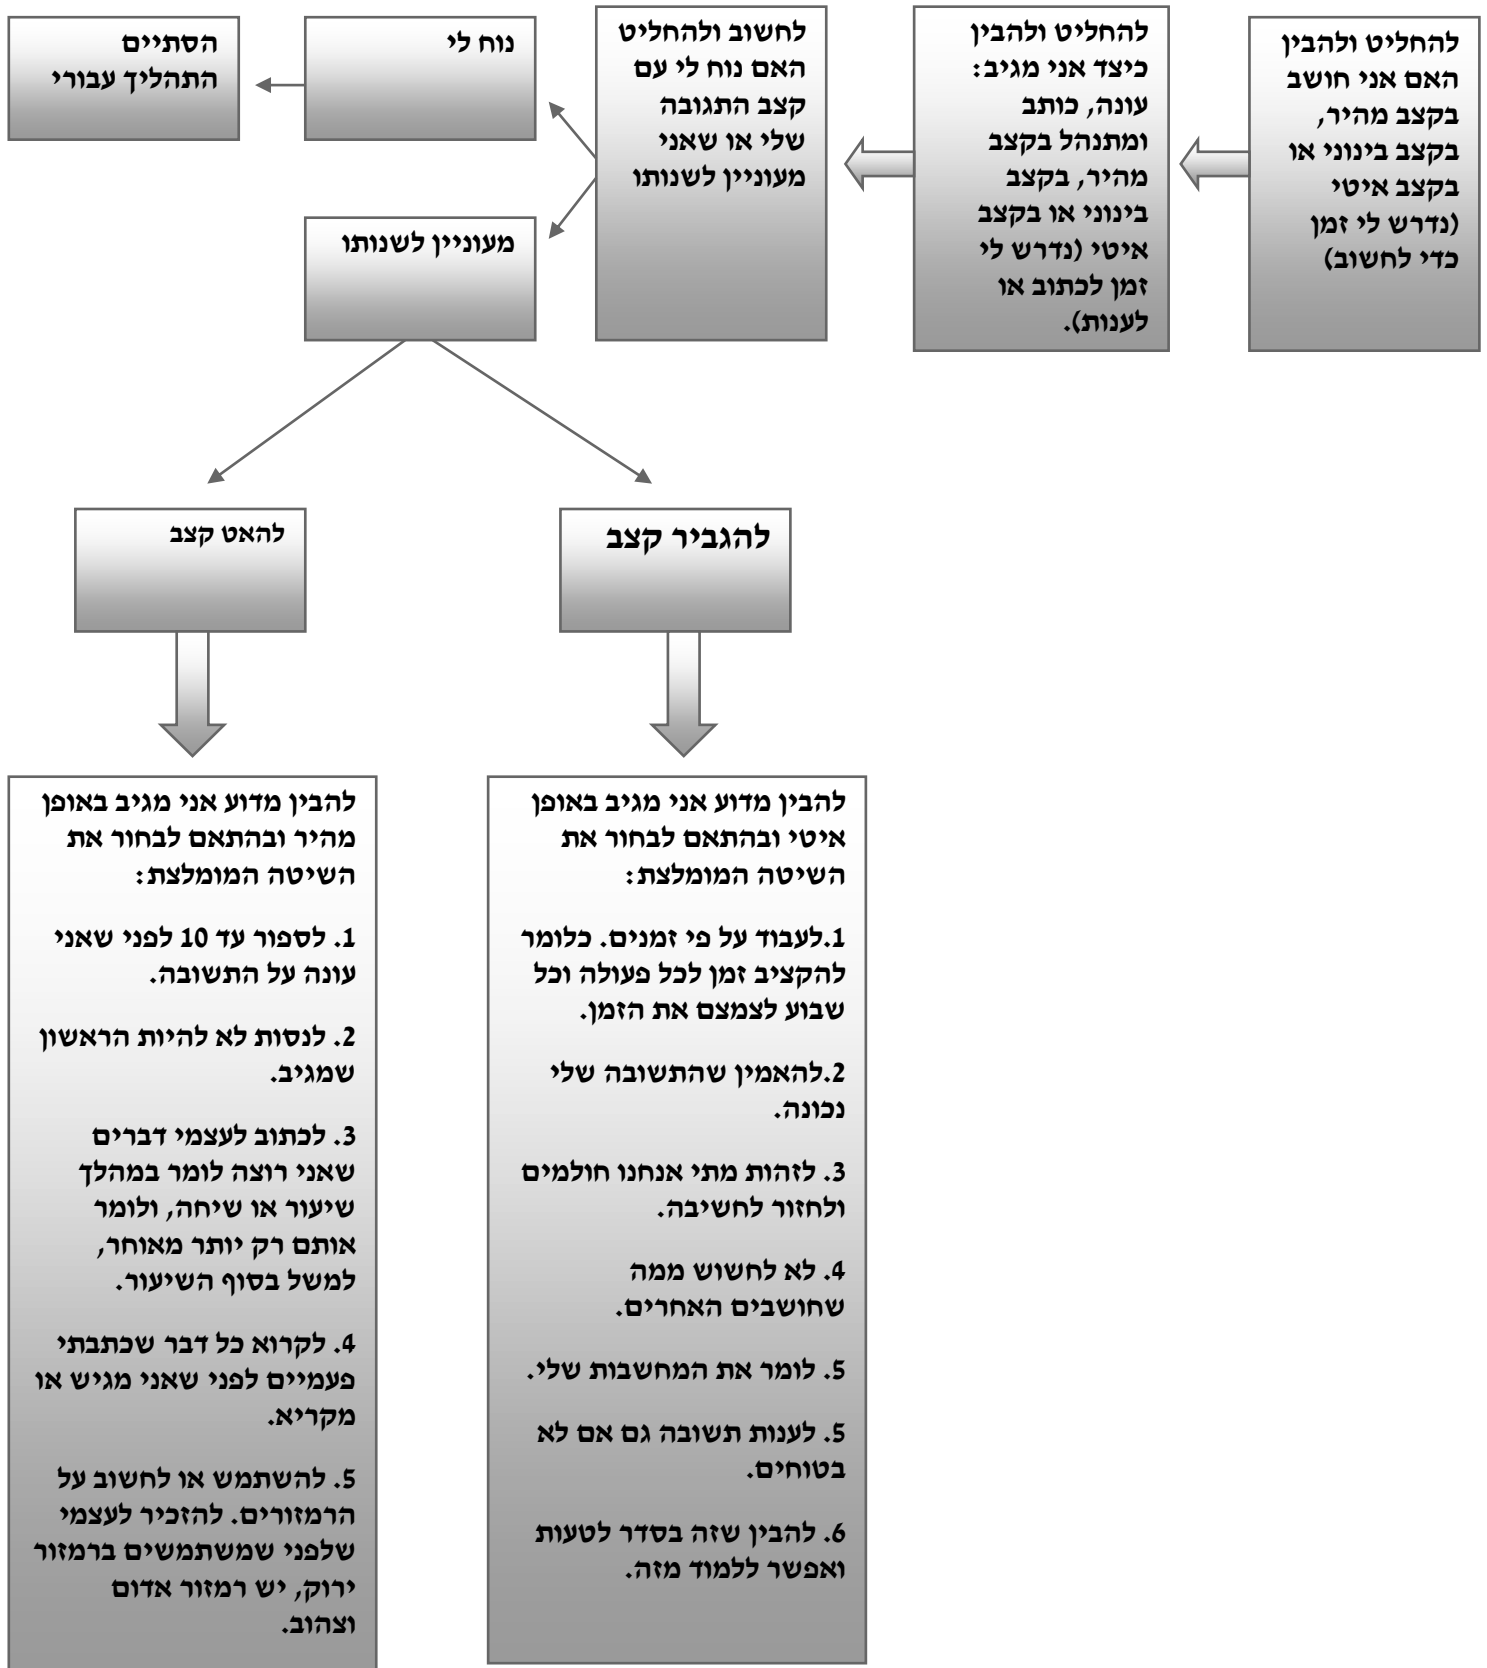 להחליט ולהבין
האם אני חושב
בקצב מהיר,
בקצב בינוני או
בקצב איטי
(נדרש לי זמן
כדי לחשוב)
להחליט ולהבין
כיצד אני מגיב:
עונה, כותב
ומתנהל בקצב
מהיר, בקצב
בינוני או בקצב
איטי (נדרש לי
זמן לכתוב או
לענות).
לחשוב ולהחליט
האם נוח לי עם
קצב התגובה
שלי או שאני
מעוניין לשנותו
נוח לי
הסתיים
התהליך עבורי
מעוניין לשנותו
להגביר קצב
להאט קצב
להבין מדוע אני מגיב באופן
איטי ובהתאם לבחור את
השיטה המומלצת:
1.לעבוד על פי זמנים. כלומר
להקציב זמן לכל פעולה וכל
שבוע לצמצם את הזמן.
2.להאמין שהתשובה שלי
נכונה.
3. לזהות מתי אנחנו חולמים
ולחזור לחשיבה.
4. לא לחשוש ממה
שחושבים האחרים.
5. לומר את המחשבות שלי.
5. לענות תשובה גם אם לא
בטוחים.
6. להבין שזה בסדר לטעות
ואפשר ללמוד מזה.
להבין מדוע אני מגיב באופן
מהיר ובהתאם לבחור את
השיטה המומלצת:
1. לספור עד 10 לפני שאני
עונה על התשובה.
2. לנסות לא להיות הראשון
שמגיב.
3. לכתוב לעצמי דברים
שאני רוצה לומר במהלך
שיעור או שיחה, ולומר
אותם רק יותר מאוחר,
למשל בסוף השיעור.
4. לקרוא כל דבר שכתבתי
פעמיים לפני שאני מגיש או
מקריא.
5. להשתמש או לחשוב על
הרמזורים. להזכיר לעצמי
שלפני שמשתמשים ברמזור
ירוק, יש רמזור אדום
וצהוב.